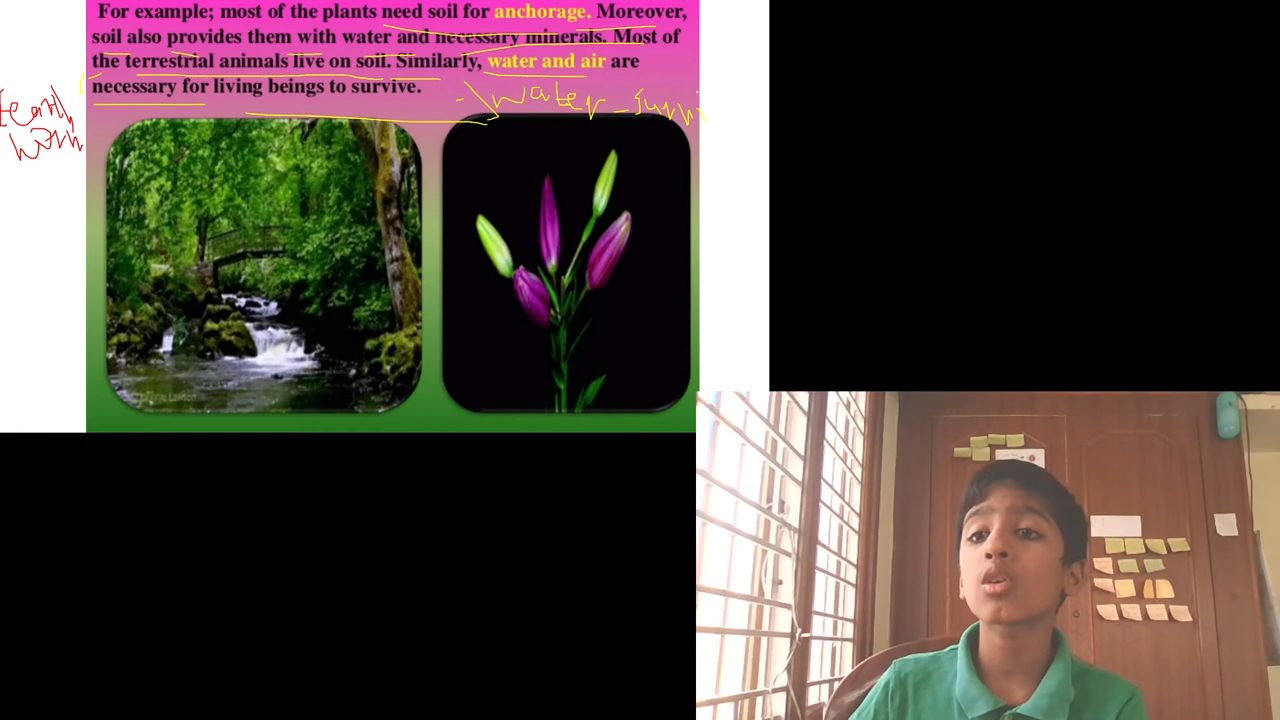 For example; most of the plants need soil for anchorage. Moreover,
soil also provides them with water and necessary minerals. Most of
the terrestrial animals live on soil. Similarly, water and air are
necessary for living beings to survive.
water